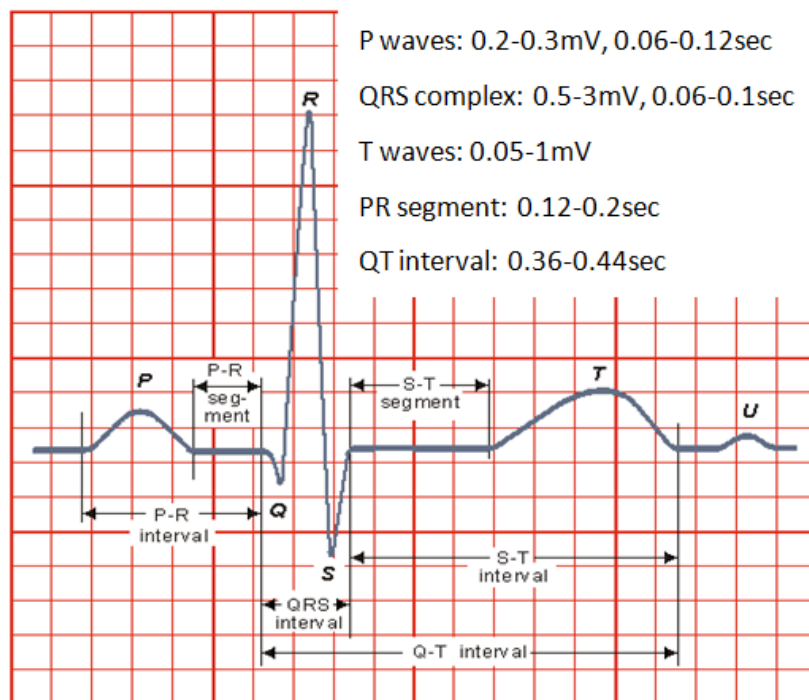 P waves: 0.2-0.3mV, 0.06-0.12sec
QRS complex: 0.5-3mV, 0.06-0.1sec
T waves: 0.05-1mV
PR segment: 0.12-0.2sec
QT interval: 0.36-0.44sec
R
P
P-R
seg-
ment
S-T
segment
T
U
P-R
interval
Q
S
S-T
interval
QRS
interval
Q-T interval